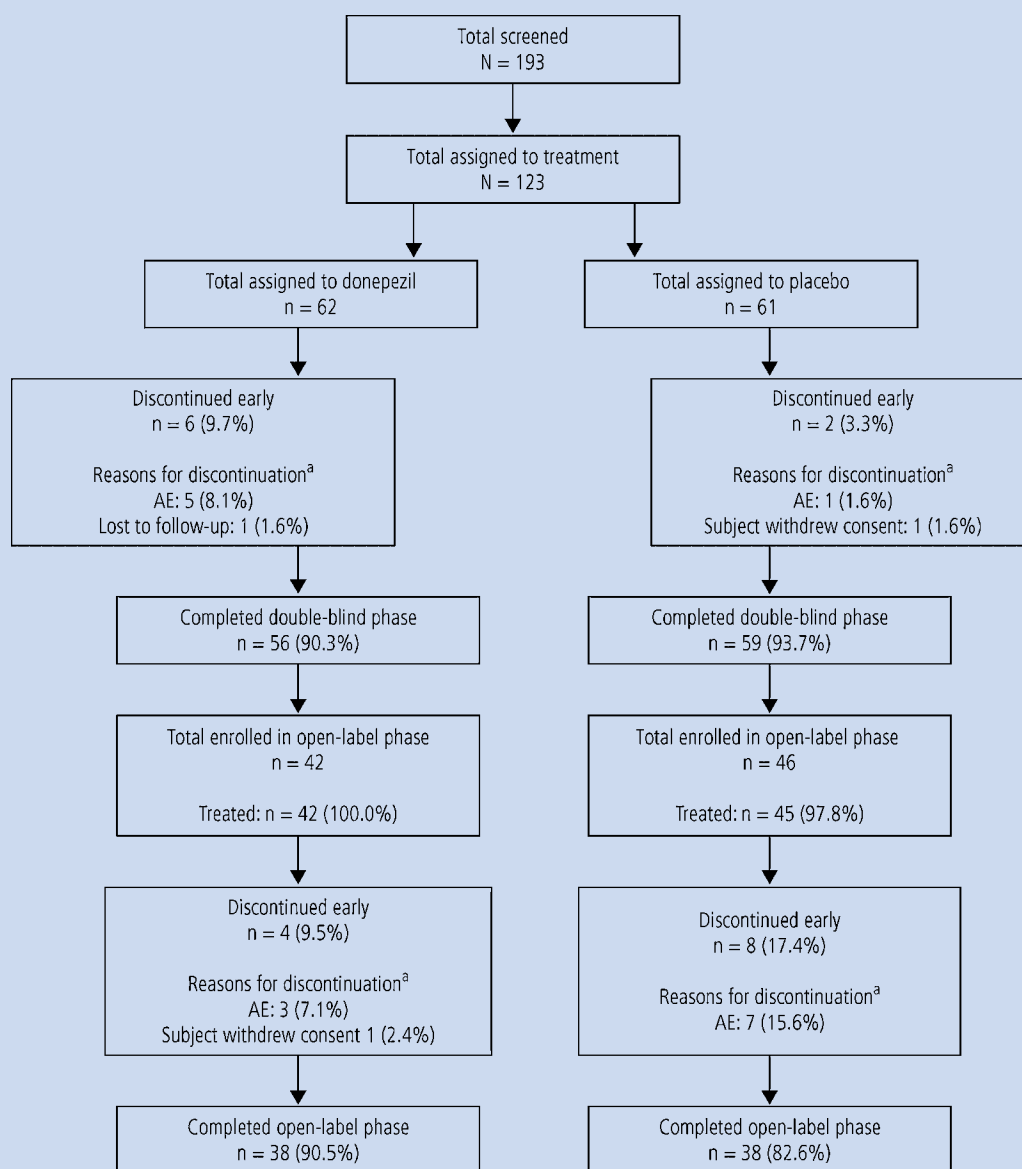 Total screened
N = 193
Total assigned to treatment
N = 123
Total assigned to donepezil
n = 62
Total assigned to placebo
n = 61
Discontinued early
n = 6 (9.7%)
Reasons for discontinuationᵃ
AE: 5 (8.1%)
Lost to follow-up: 1 (1.6%)
Discontinued early
n = 2 (3.3%)
Reasons for discontinuationᵃ
AE: 1 (1.6%)
Subject withdrew consent: 1 (1.6%)
Completed double-blind phase
n = 56 (90.3%)
Completed double-blind phase
n = 59 (93.7%)
Total enrolled in open-label phase
n = 42
Treated: n = 42 (100.0%)
Total enrolled in open-label phase
n = 46
Treated: n = 45 (97.8%)
Discontinued early
n = 4 (9.5%)
Reasons for discontinuationᵃ
AE: 3 (7.1%)
Subject withdrew consent 1 (2.4%)
Discontinued early
n = 8 (17.4%)
Reasons for discontinuationᵃ
AE: 7 (15.6%)
Completed open-label phase
n = 38 (90.5%)
Completed open-label phase
n = 38 (82.6%)